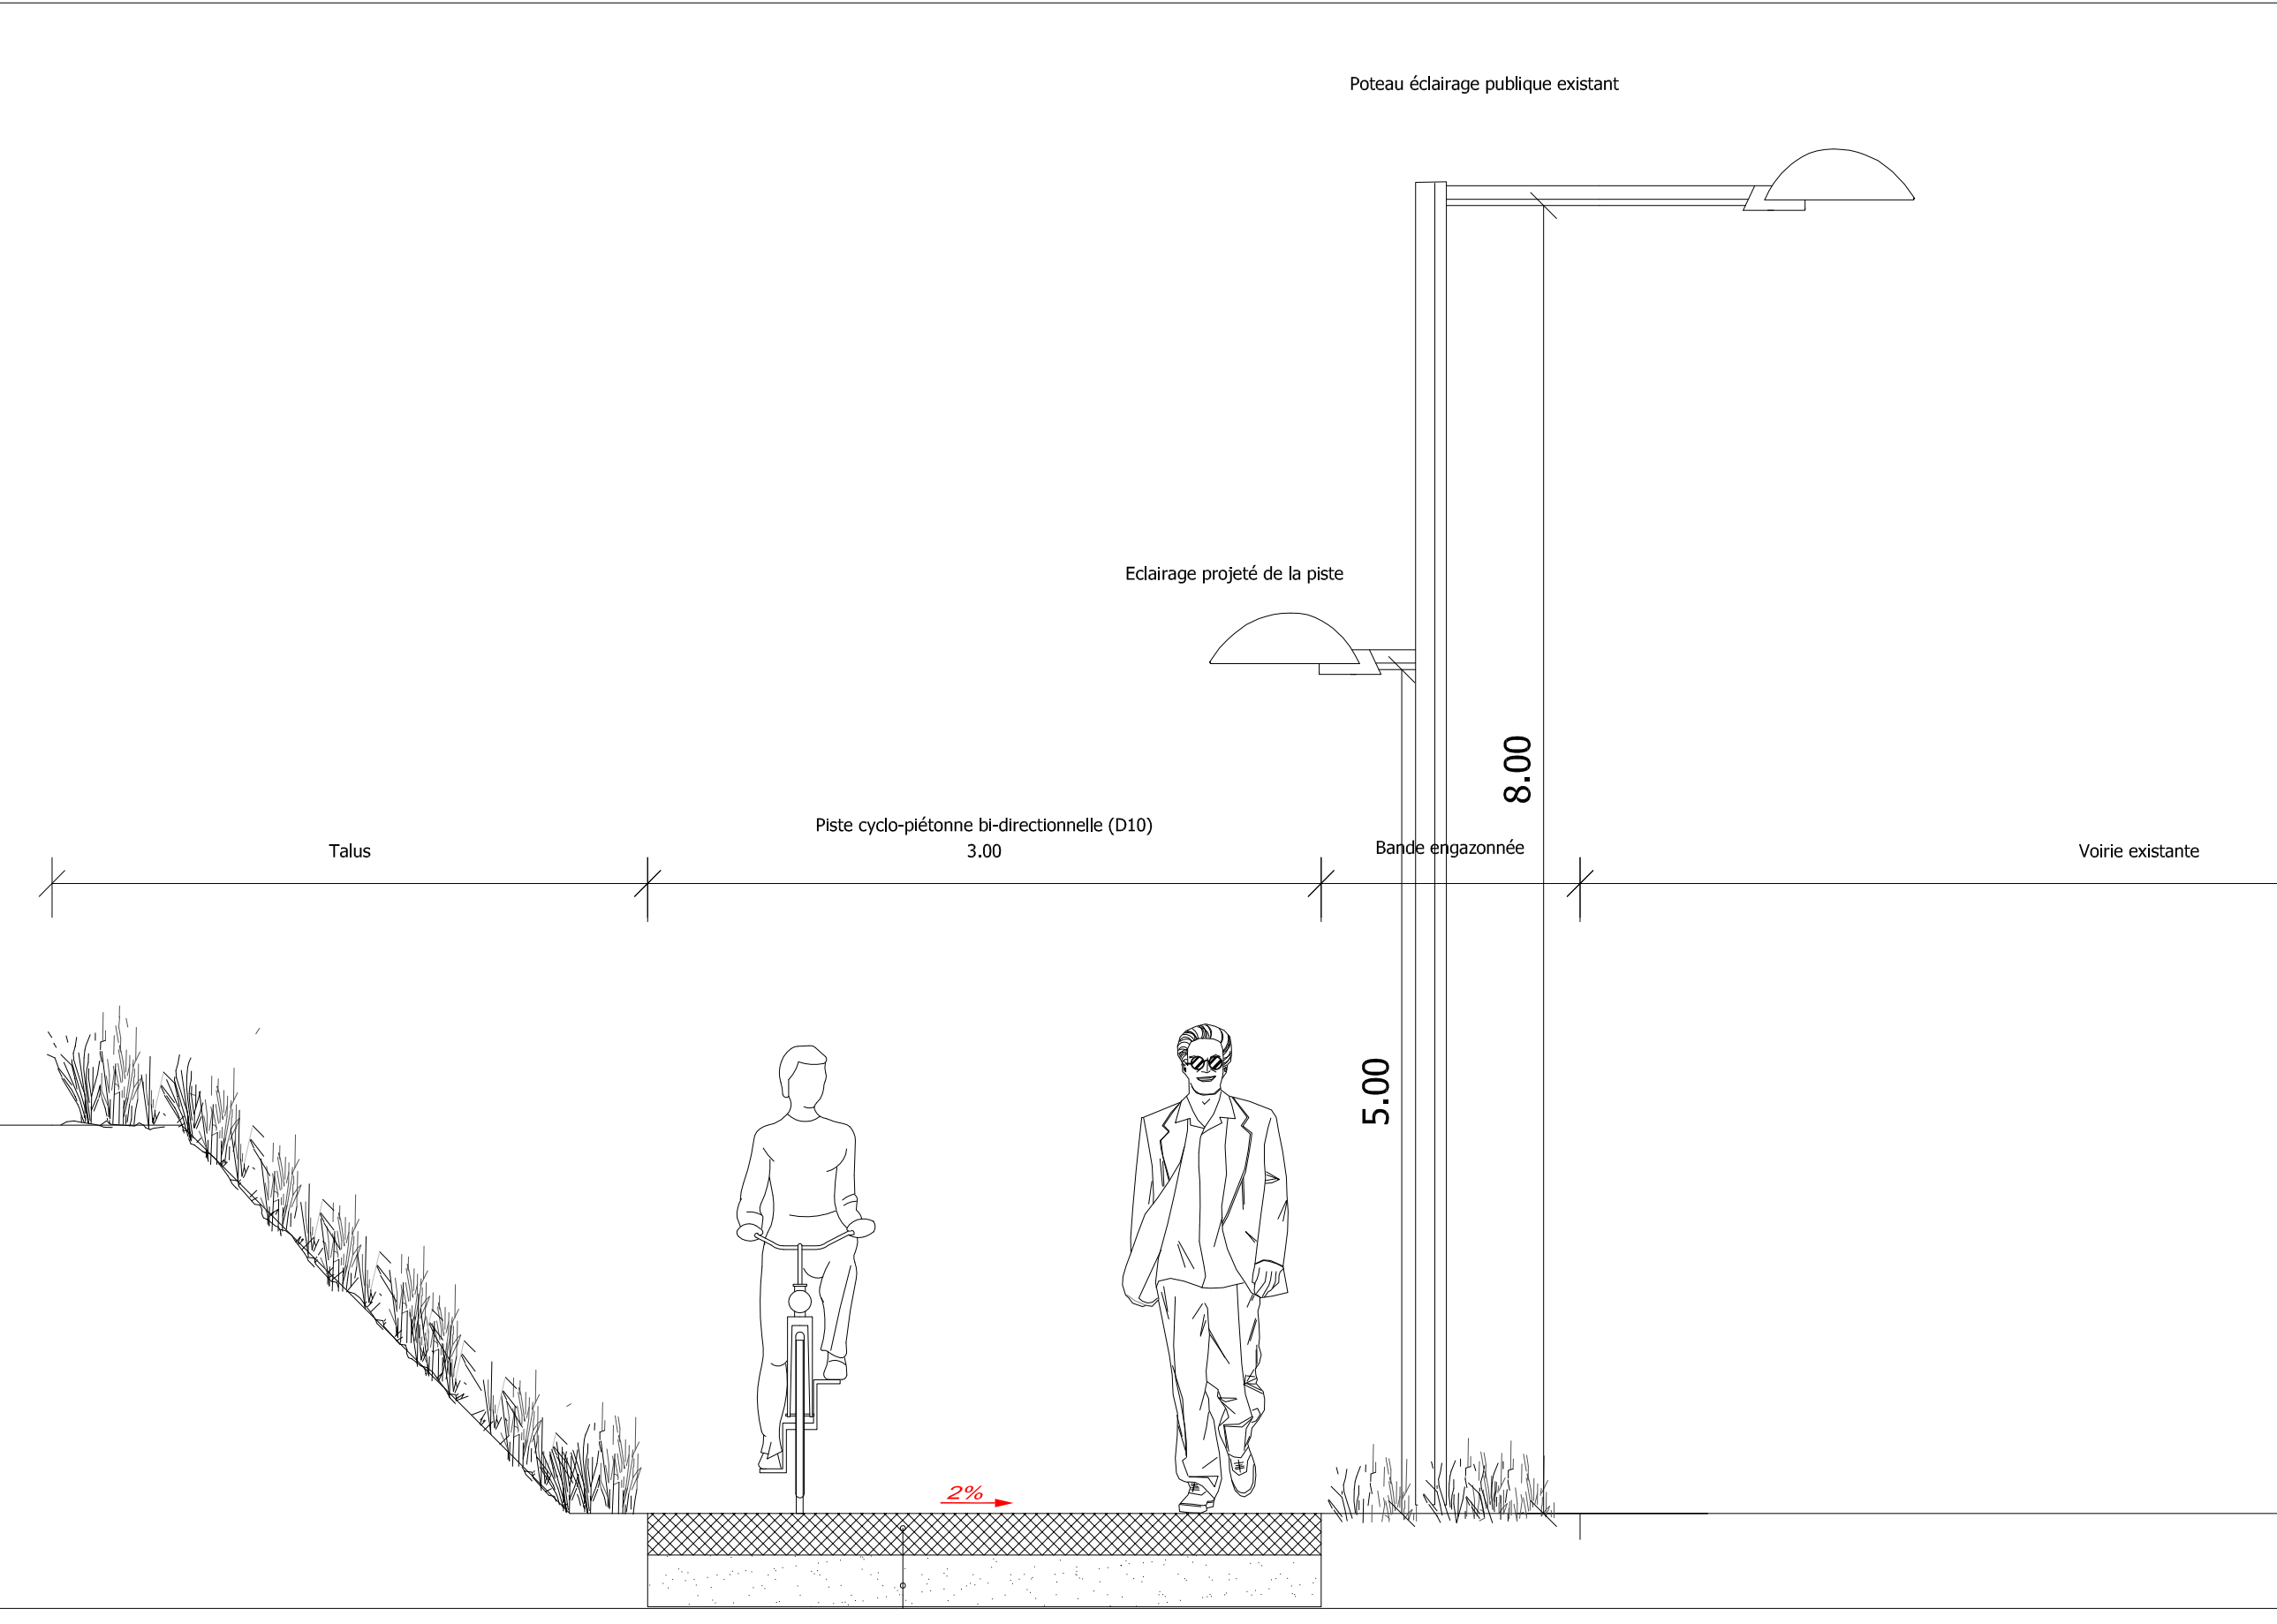 Poteau éclairage publique existant
Eclairage projeté de la piste
8.00
Piste cyclo-piétonne bi-directionnelle (D10)
Talus
3.00
Bande engazonnée
Voirie existante
5.00
2%